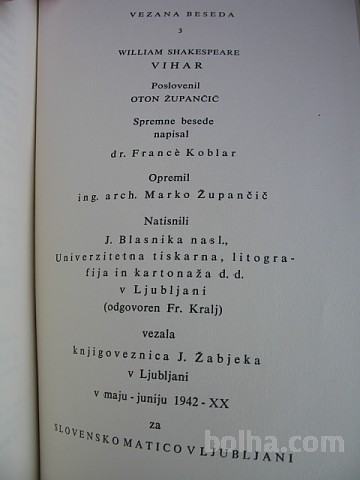 VEZANA BESEDA
3
WILLIAM SHAKESPEARE
VIHAR
Poslovenil
OTON ŽUPANČIČ
Spremne besede
napisal
dr. Francè Koblar
Opremil
ing. arch. Marko Župančič
Natisnili
J. Blasnika nasl.,
Univerzitetna tiskarna, litogra-
fija in kartonaža d. d.
v Ljubljani
(odgovoren Fr. Kralj)
vezala
knjigoveznica J. Žabjeka
v Ljubljani
v maju-juniju 1942-XX
za
SLOVENSKO MATICO V LJUBLJANI
bolha.com